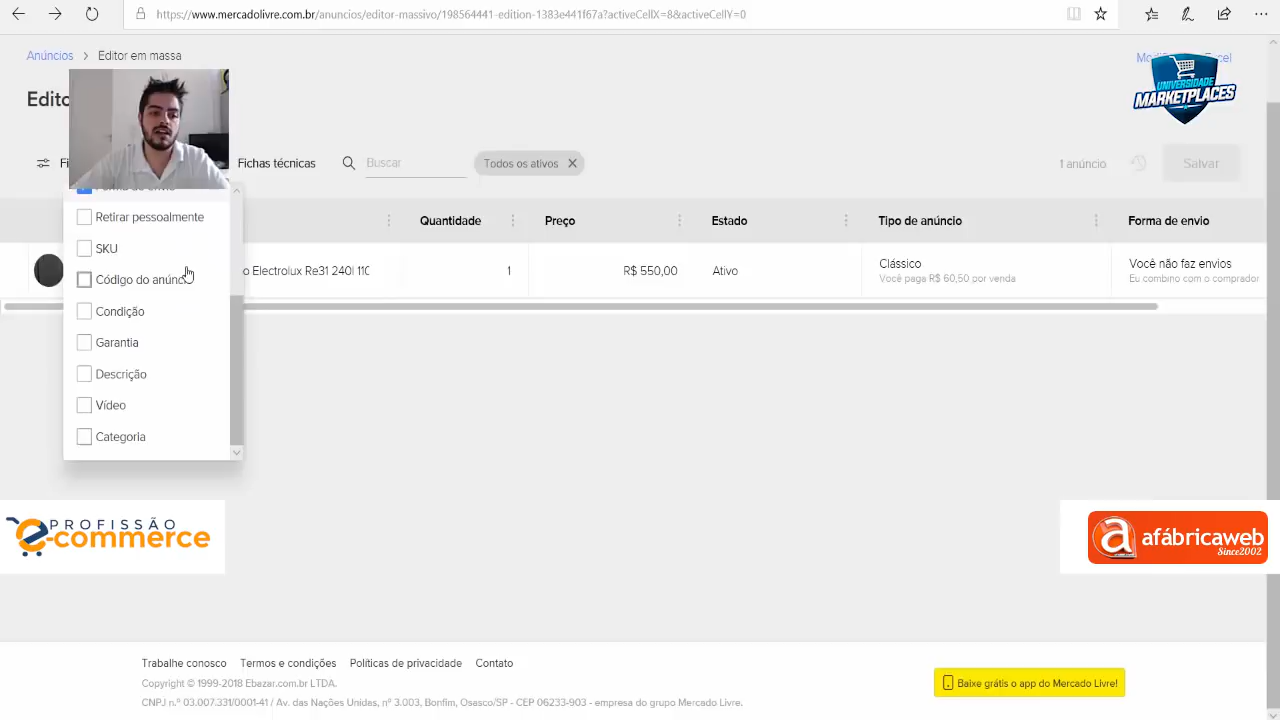 https://www.mercadolivre.com.br/anuncios/editor-massivo/198564441-edition-1383e441f67a?activeCellX=8&activeCellY=0
Anúncios > Editor em massa
UNIVERSIDADE
MARKETPLACES
Fichas técnicas
Buscar
Todos os ativos
1 anúncio
Salvar
Quantidade
Preço
Estado
Tipo de anúncio
Forma de envio
o Electrolux Re31 240l
1
R$ 550,00
Ativo
Clássico
Você paga R$ 60,50 por venda
Você não faz envios
Eu combino com o comprador
Retirar pessoalmente
SKU
Código do
Condição
Garantia
Descrição
Vídeo
Categoria
PROFISSÃO
e-commerce
a afábricaweb
Since2002
Trabalhe conosco Termos e condições Políticas de privacidade Contato
Copyright © 1999-2018 Ebazar.com.br LTDA.
CNPJ n.º 03.007.331/0001-41 / Av. das Nações Unidas, nº 3.003, Bonfim, Osasco/SP - CEP 06233-903 - empresa do grupo Mercado Livre.
Baixe grátis o app do Mercado Livre!